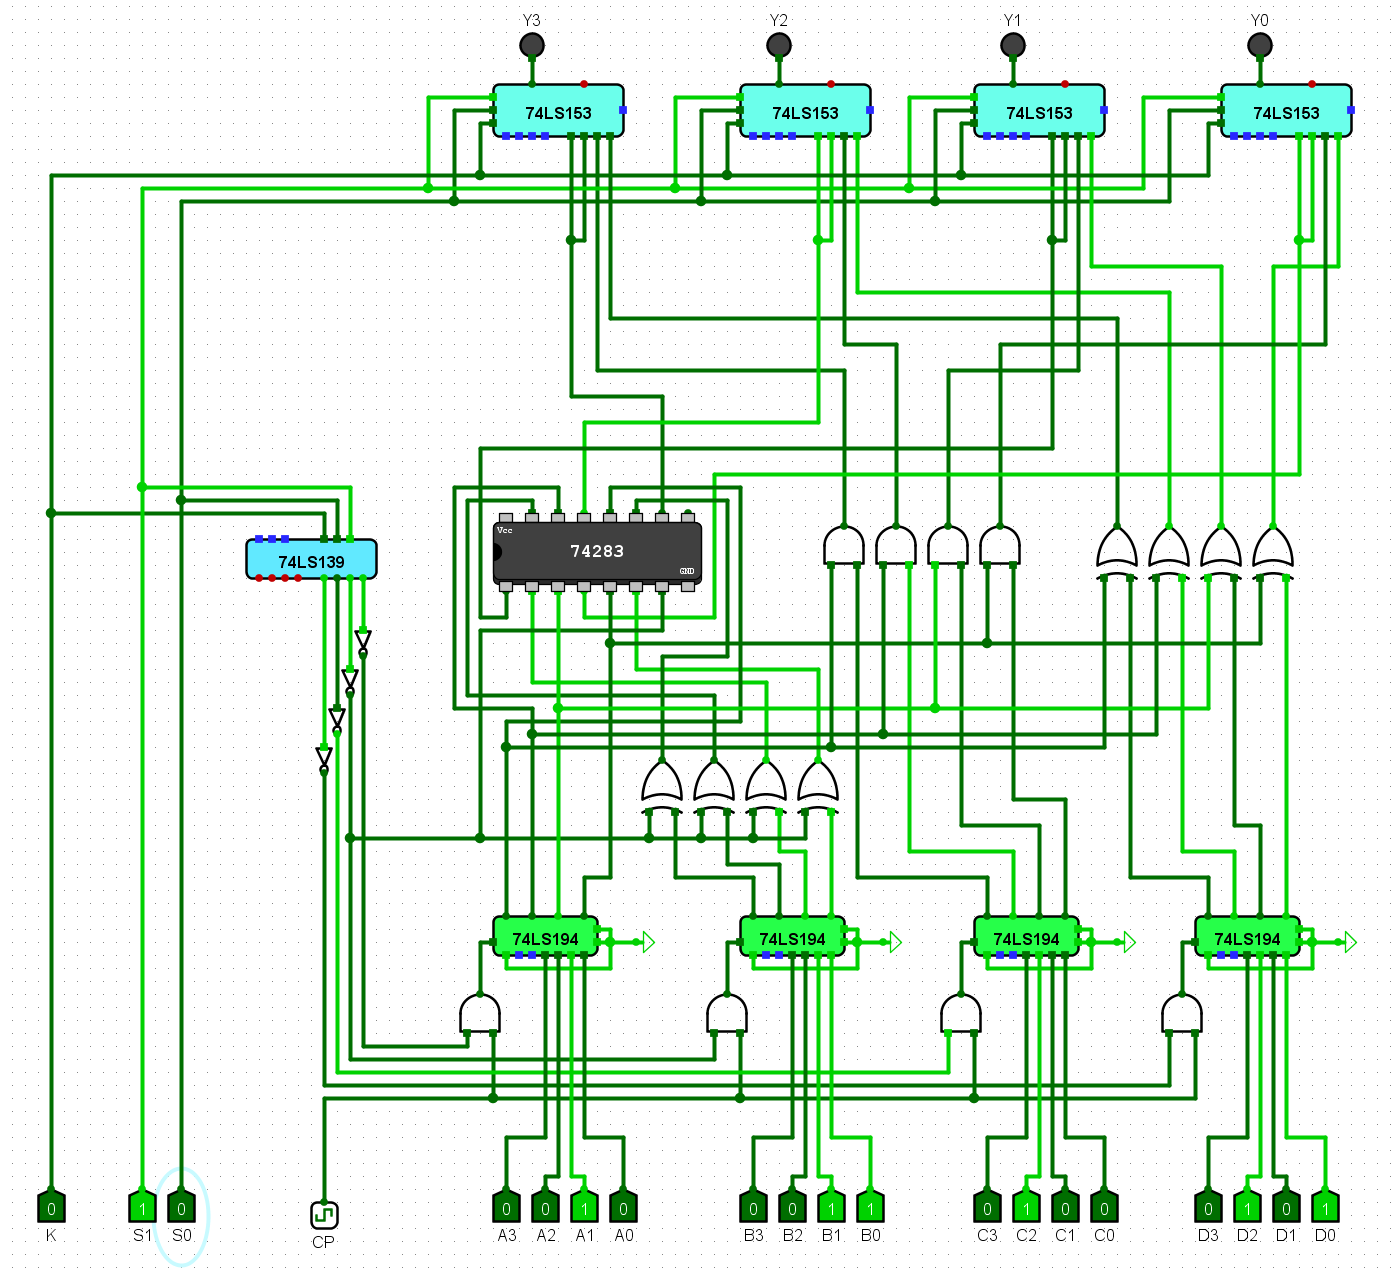 Y3 Y2 Y1 Y0
74LS153 74LS153 74LS153 74LS153
Vcc
74283
GND
74LS139
74LS194 74LS194 74LS194 74LS194
0 1 0 0 0 1 0 0 0 1 1 0 1 0 0 0 1 0 1
K S1 S0 CP A3 A2 A1 A0 B3 B2 B1 B0 C3 C2 C1 C0 D3 D2 D1 D0